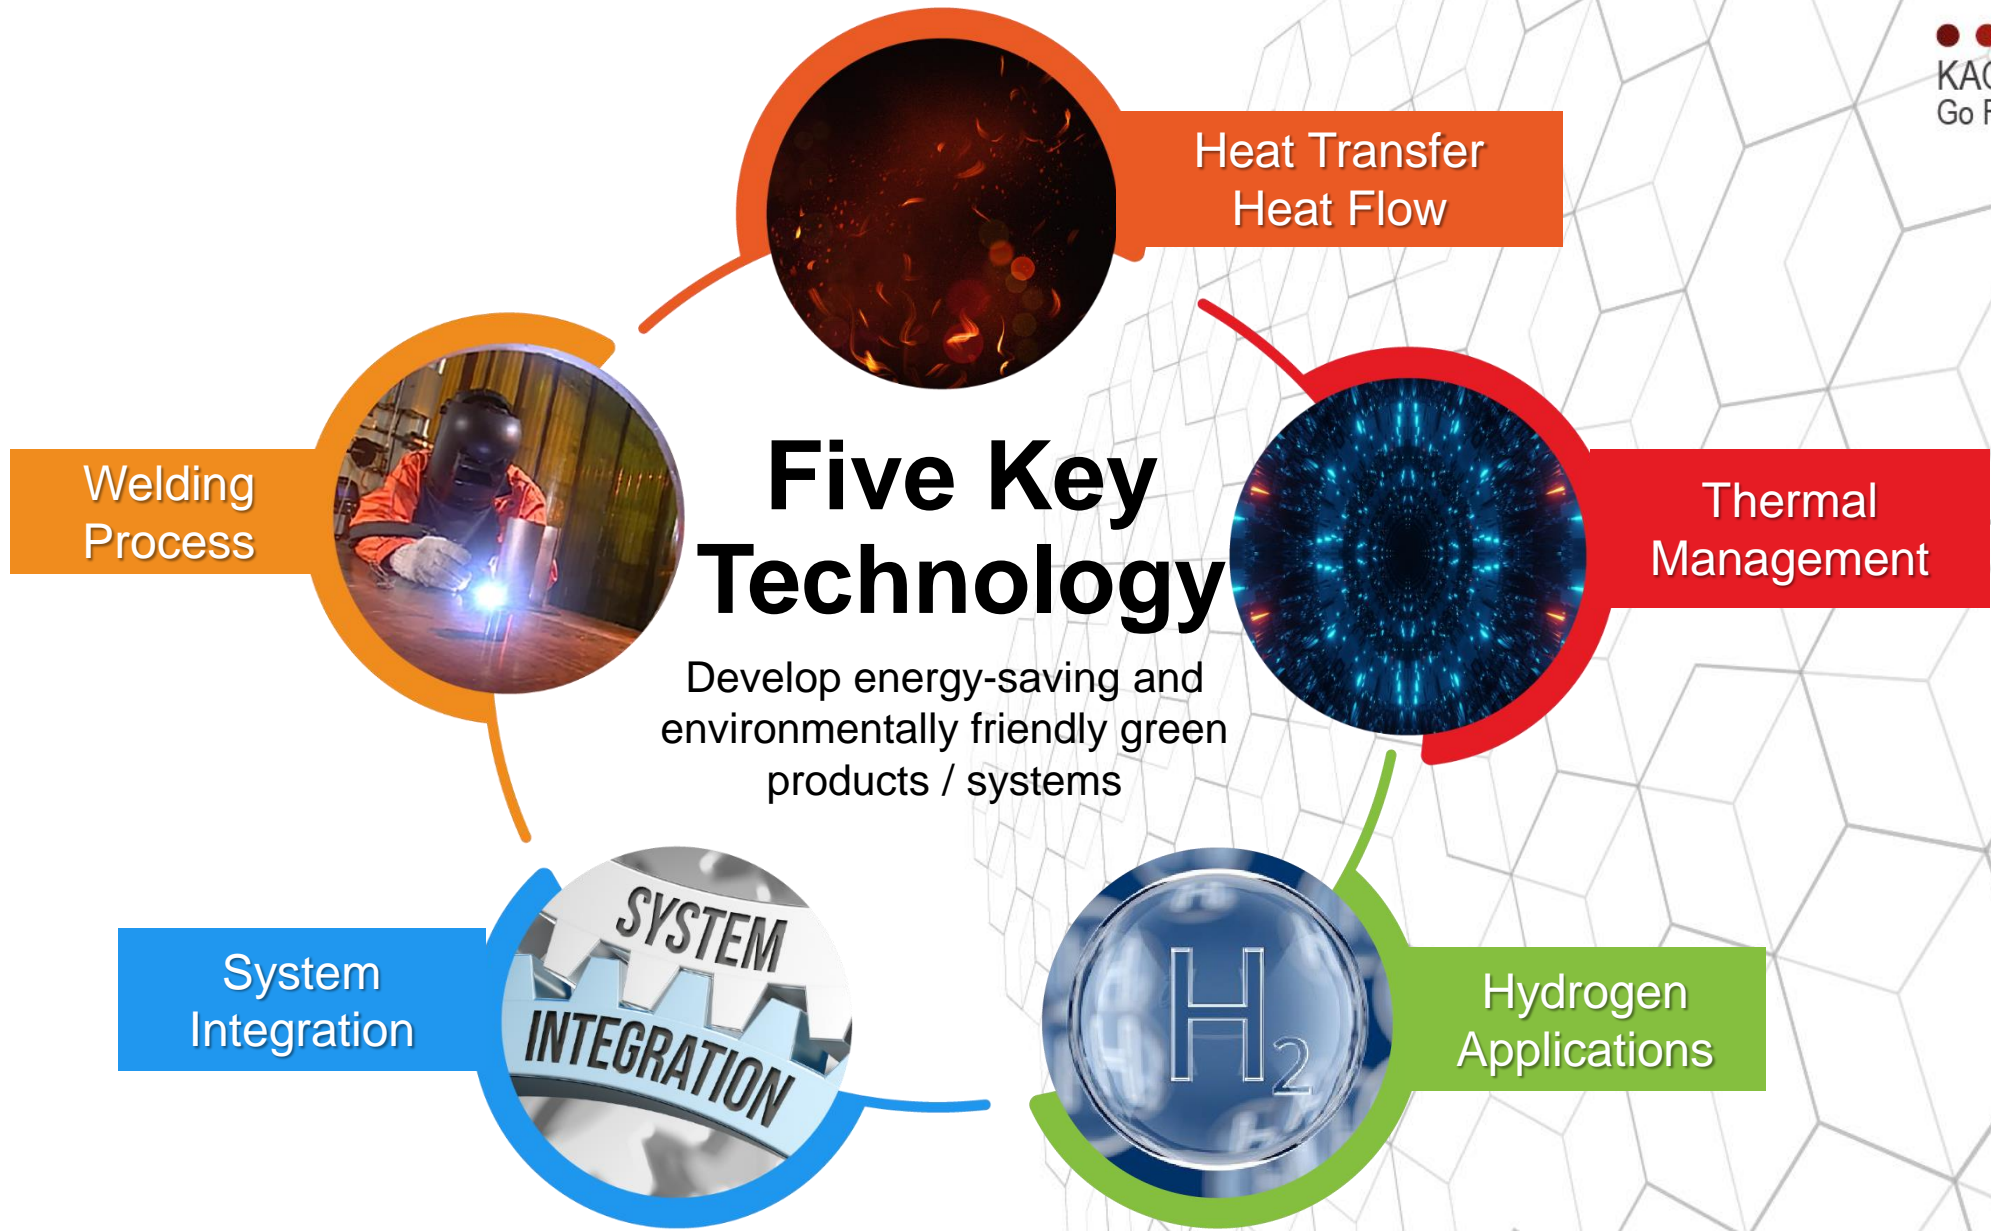 Heat Transfer
Heat Flow
Welding
Process
Five Key
Technology
Thermal
Management
Develop energy-saving and
environmentally friendly green
products / systems
SYSTEM
INTEGRATION
System
Integration
H2
Hydrogen
Applications
Go